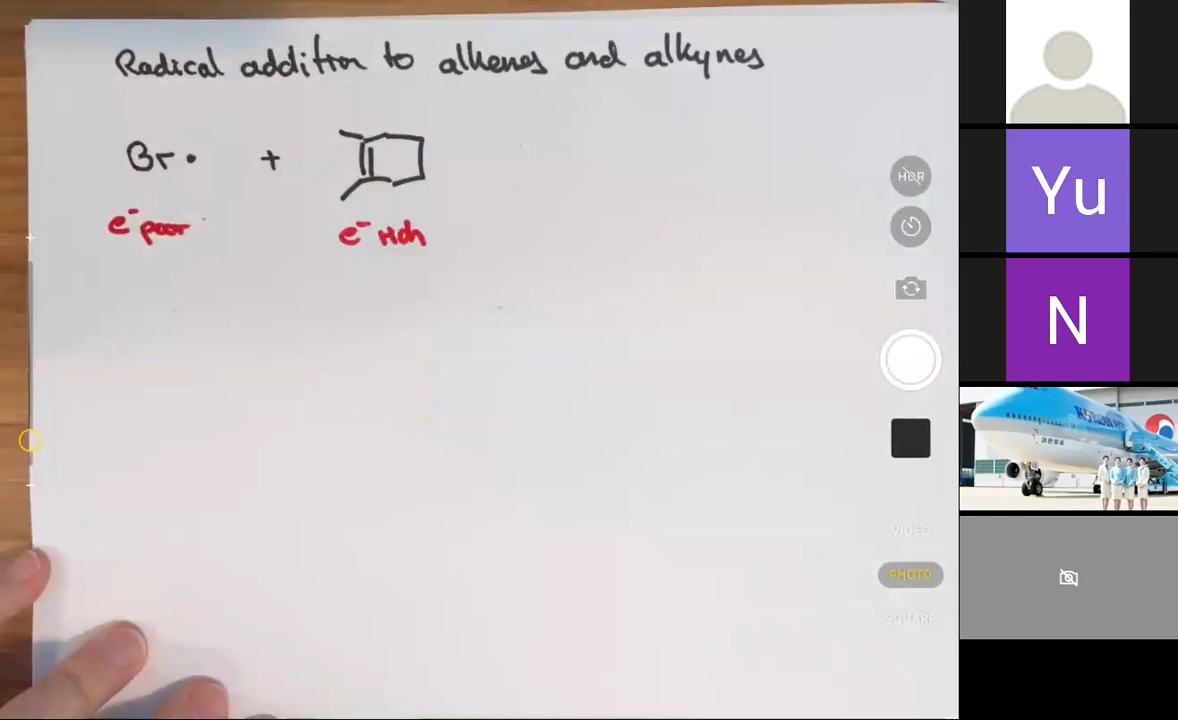 Radical addition to alkenes and alkynes
Br• +
e⁻ poor e⁻ rich
HDR
VIDEO
PHOTO
SQUARE
Yu
N